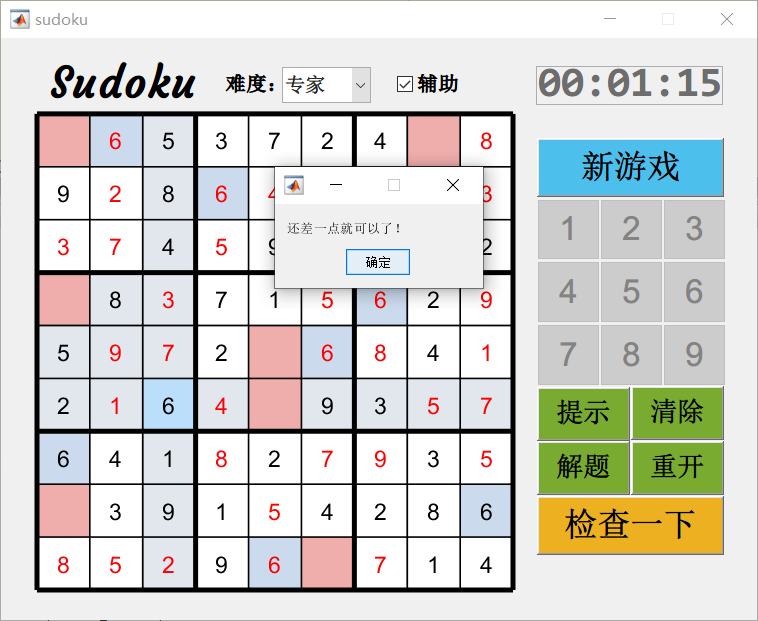 sudoku
Sudoku 难度： 专家 辅助 00:01:15
6 5 3 7 2 4 8
9 2 8 6 3
3 7 4 5 2
8 3 7 1 5 6 2 9
5 9 7 2 6 8 4 1
2 1 6 4 9 3 5 7
6 4 1 8 2 7 9 3 5
3 9 1 5 4 2 8 6
8 5 2 9 6 7 1 4
还差一点就可以了！
确定
新游戏
1 2 3
4 5 6
7 8 9
提示 清除
解题 重开
检查一下